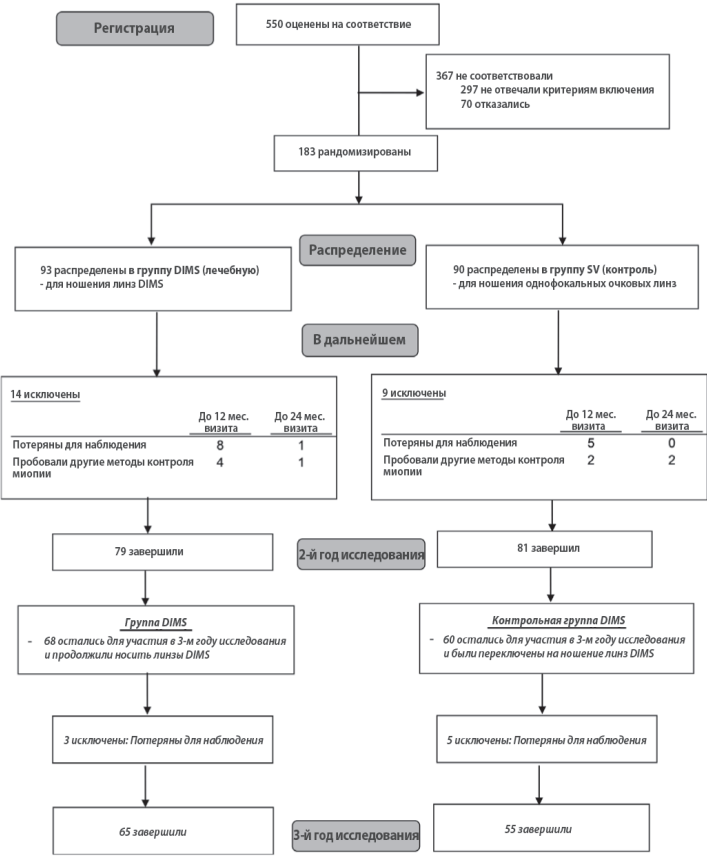 Регистрация
550 оценены на соответствие
367 не соответствовали
297 не отвечали критериям включения
70 отказались
183 рандомизированы
Распределение
93 распределены в группу DIMS (лечебную)
- для ношения линз DIMS
90 распределены в группу SV (контроль)
- для ношения однофокальных очковых линз
В дальнейшем
14 исключены
До 12 мес. До 24 мес.
визита визита
Потеряны для наблюдения 8 1
Пробовали другие методы контроля 4 1
миопии
9 исключены
До 12 мес. До 24 мес.
визита визита
Потеряны для наблюдения 5 0
Пробовали другие методы контроля 2 2
миопии
79 завершили
2-й год исследования
81 завершил
Группа DIMS
- 68 остались для участия в 3-м году исследования
и продолжили носить линзы DIMS
Контрольная группа DIMS
- 60 остались для участия в 3-м году исследования
и были переключены на ношение линз DIMS
3 исключены: Потеряны для наблюдения
5 исключены: Потеряны для наблюдения
65 завершили
3-й год исследования
55 завершили